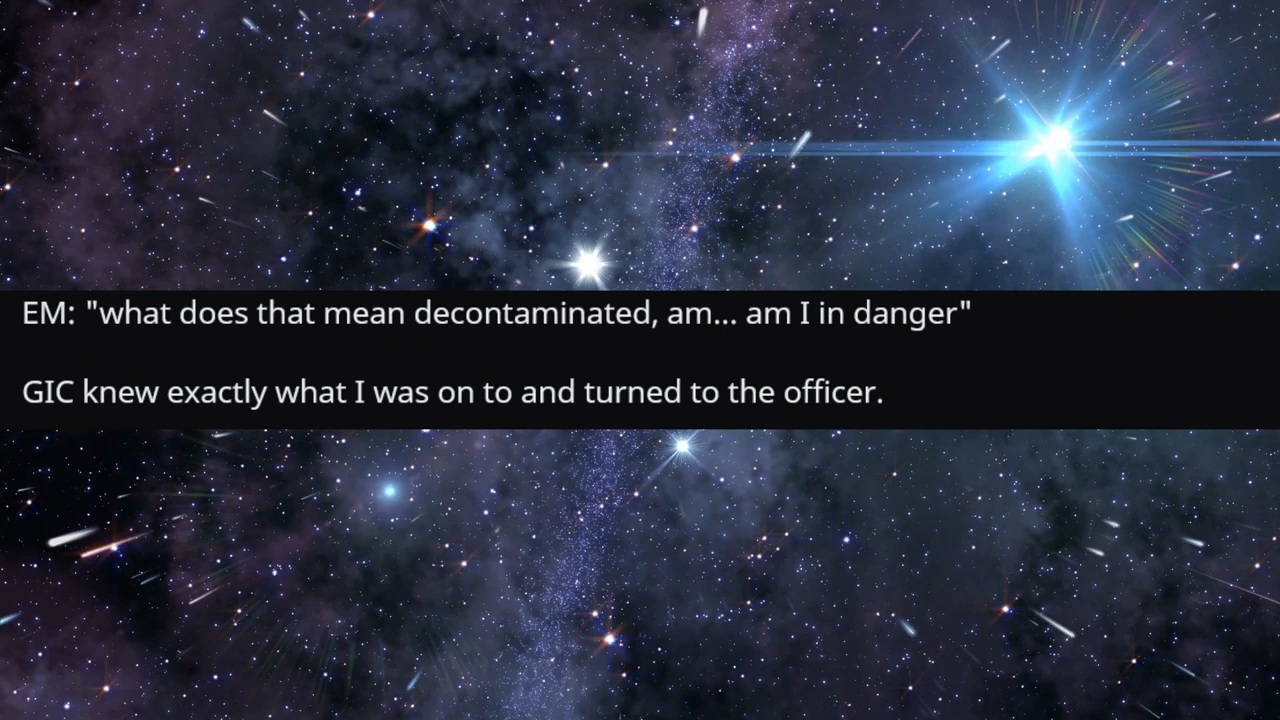 EM: "what does that mean decontaminated, am... am I in danger"
GIC knew exactly what I was on to and turned to the officer.